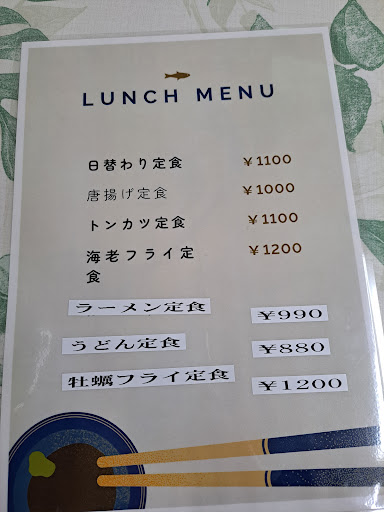 LUNCH MENU
日替わり定食 ¥1100
唐揚げ定食 ¥1000
トンカツ定食 ¥1100
海老フライ定 ¥1200
食
ラーメン定食 ¥990
うどん定食 ¥880
牡蠣フライ定食 ¥1200